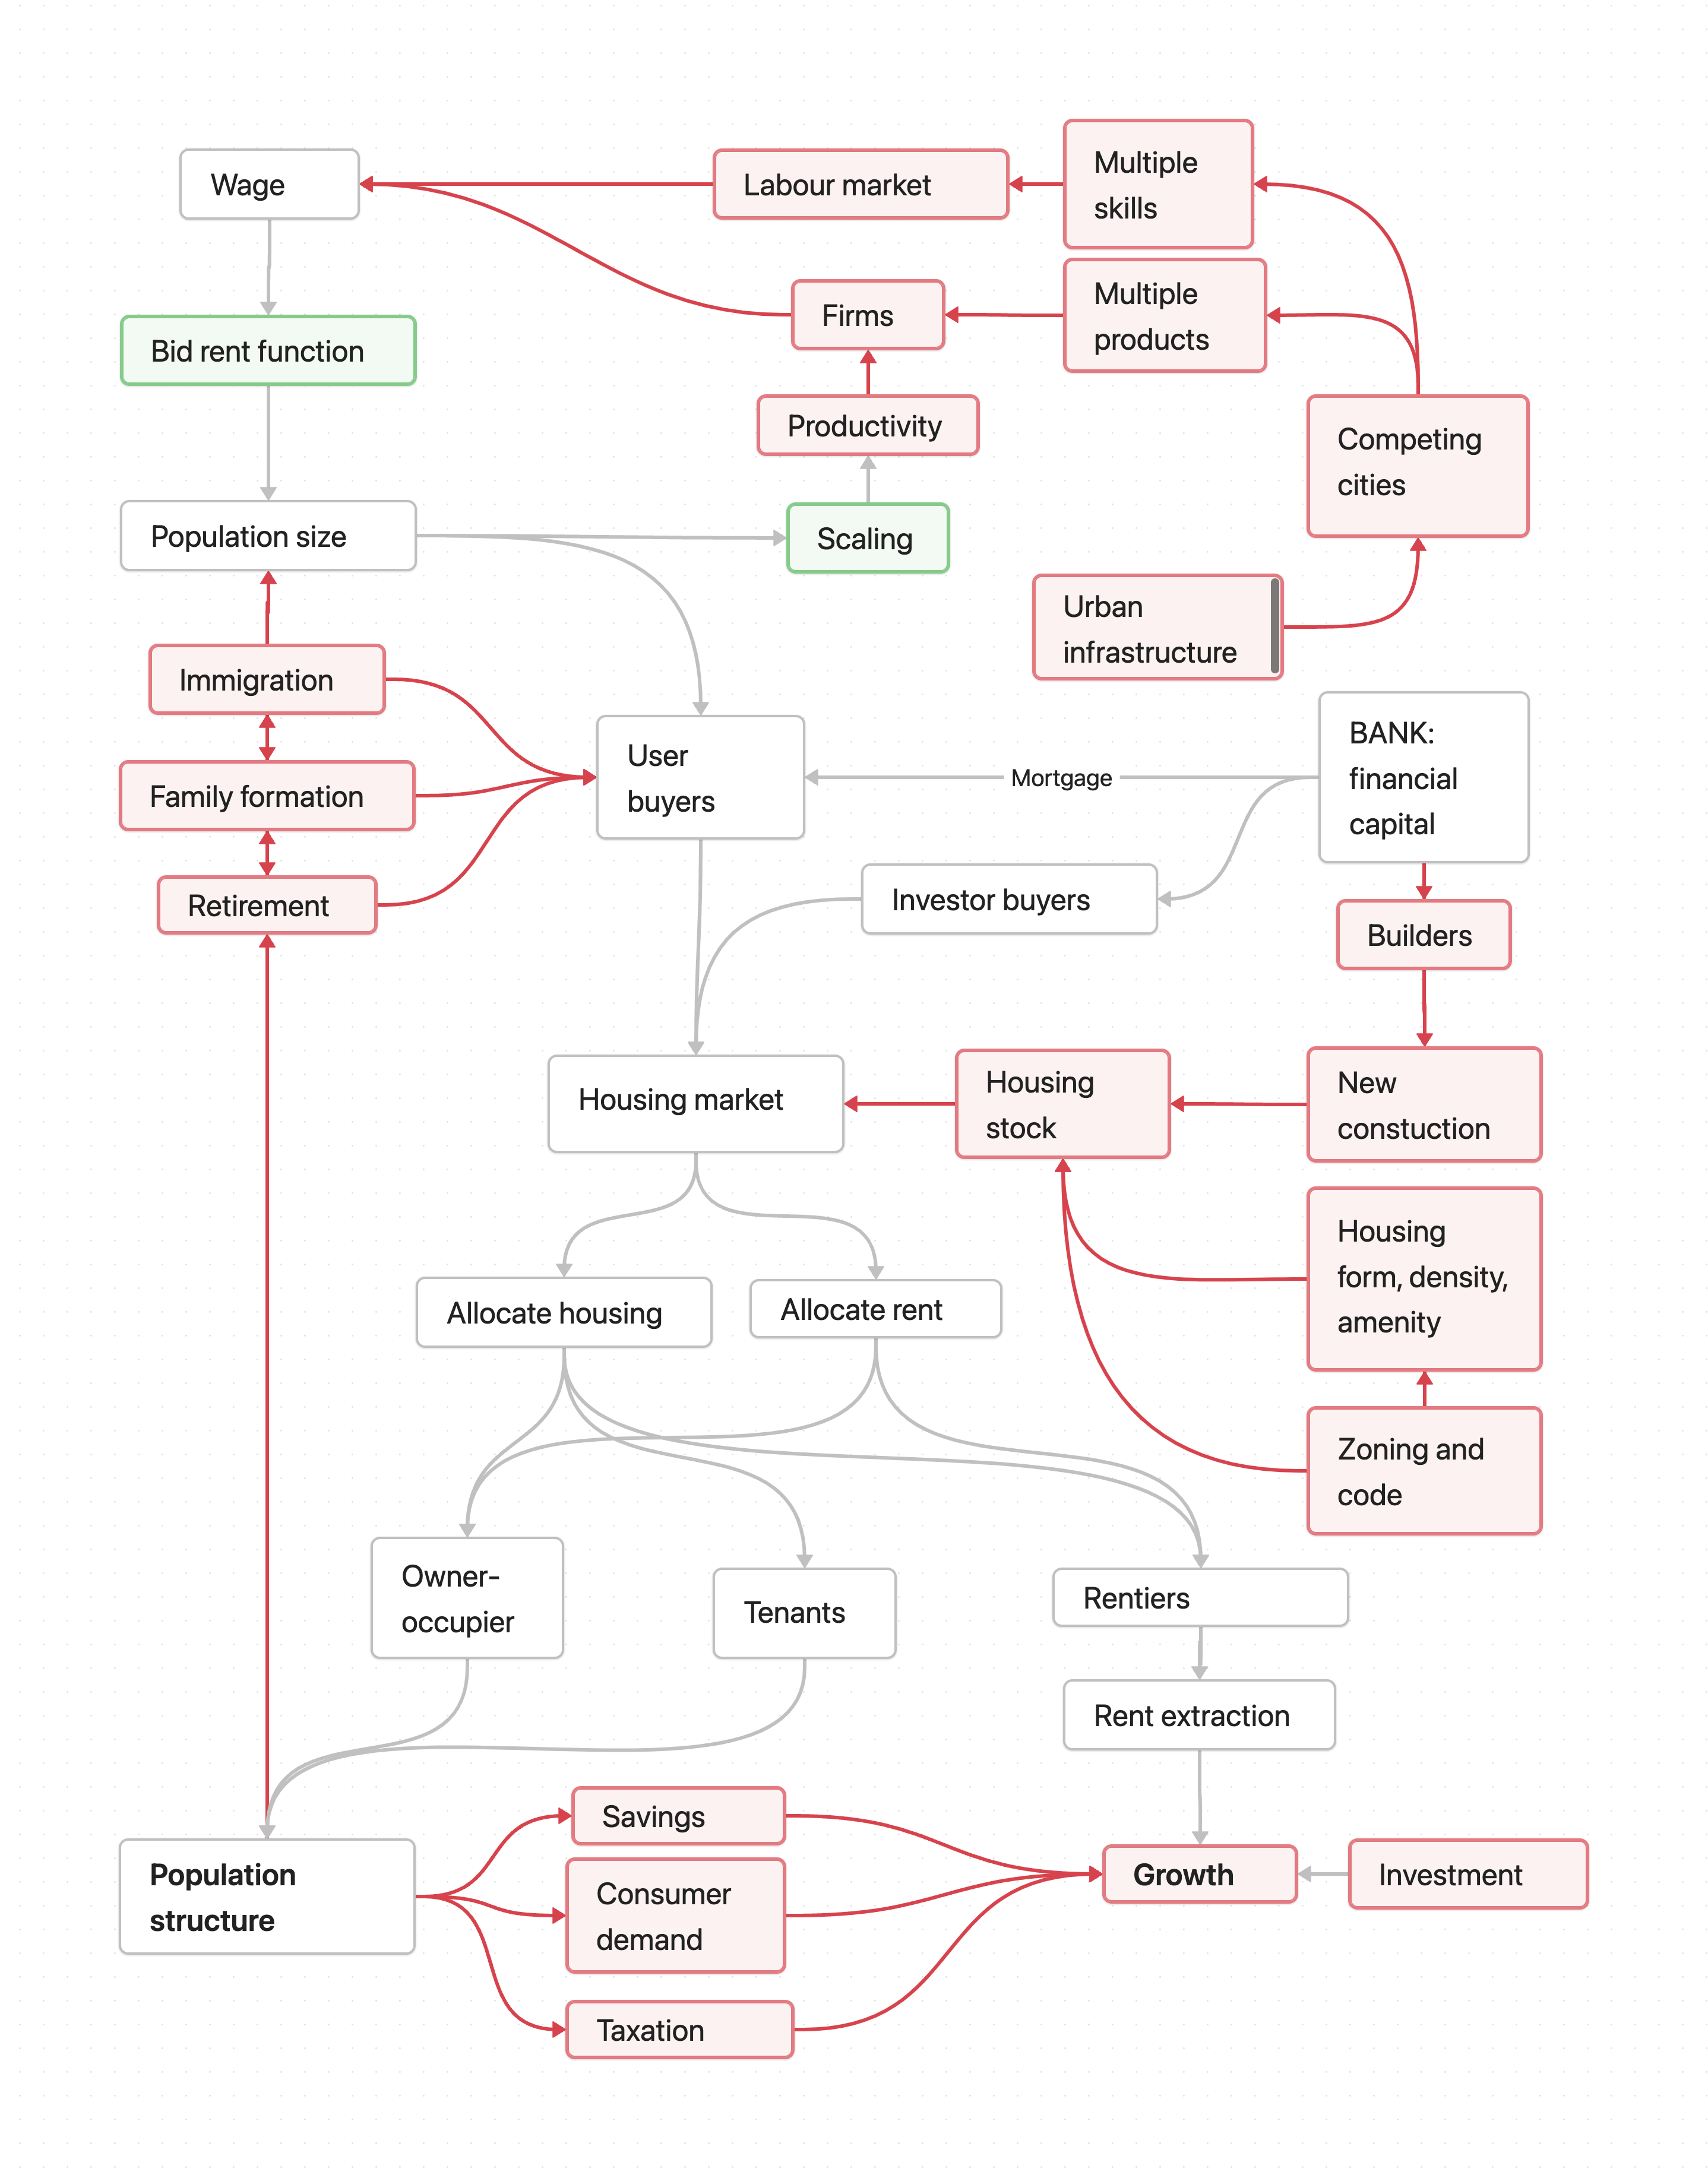 Wage
Labour market
Multiple
skills
Bid rent function
Firms
Multiple
products
Productivity
Competing
cities
Population size
Scaling
Urban
infrastructure
Immigration
User
buyers
Mortgage
BANK:
financial
capital
Family formation
Retirement
Investor buyers
Builders
Housing market
Housing
stock
New
constuction
Housing
form, density,
amenity
Allocate housing
Allocate rent
Zoning and
code
Owner-
occupier
Tenants
Rentiers
Rent extraction
Population
structure
Savings
Consumer
demand
Taxation
Growth
Investment